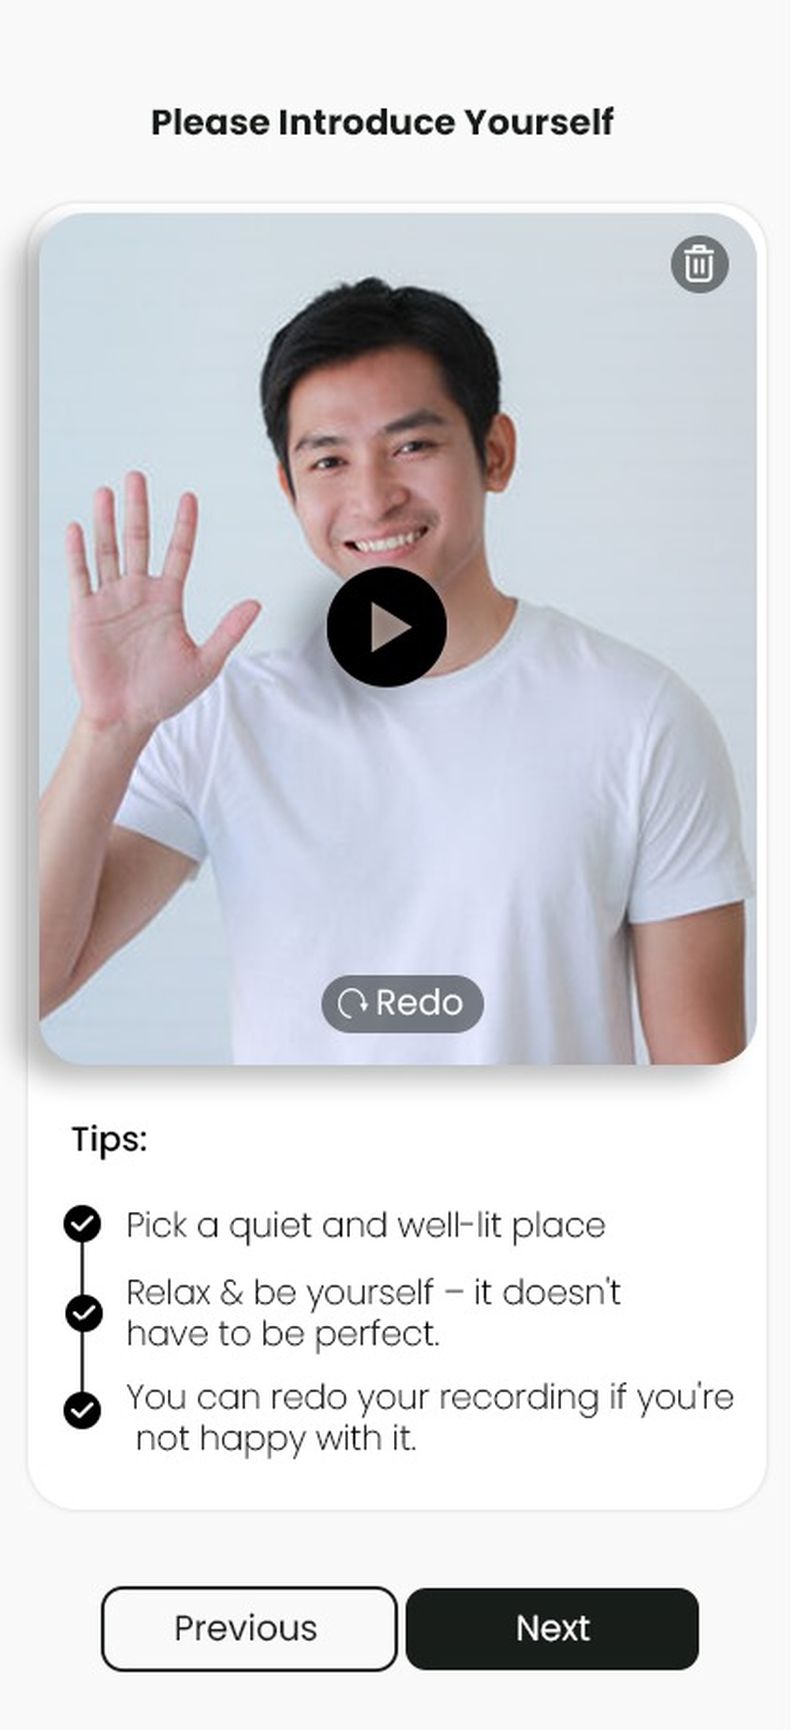 Please Introduce Yourself
Redo
Tips:
Pick a quiet and well-lit place
Relax & be yourself – it doesn't
have to be perfect.
You can redo your recording if you're
not happy with it.
Previous
Next